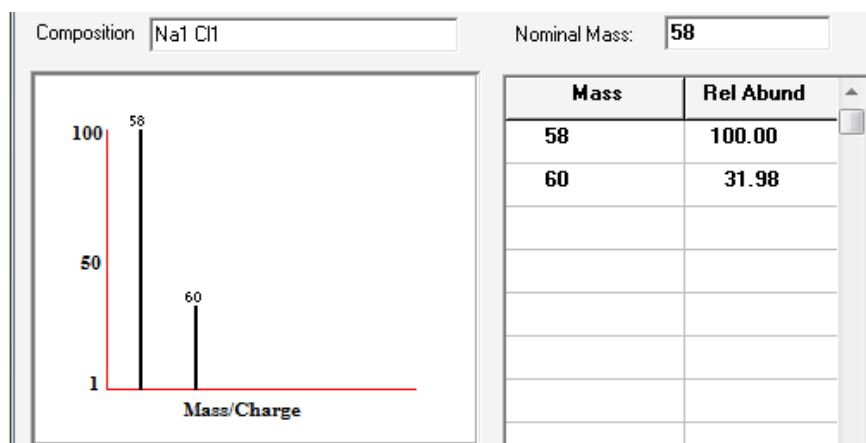 Composition Na1 Cl1 Nominal Mass: 58
Mass Rel Abund
58 100.00
60 31.98
100 58
50
60
1
Mass/Charge